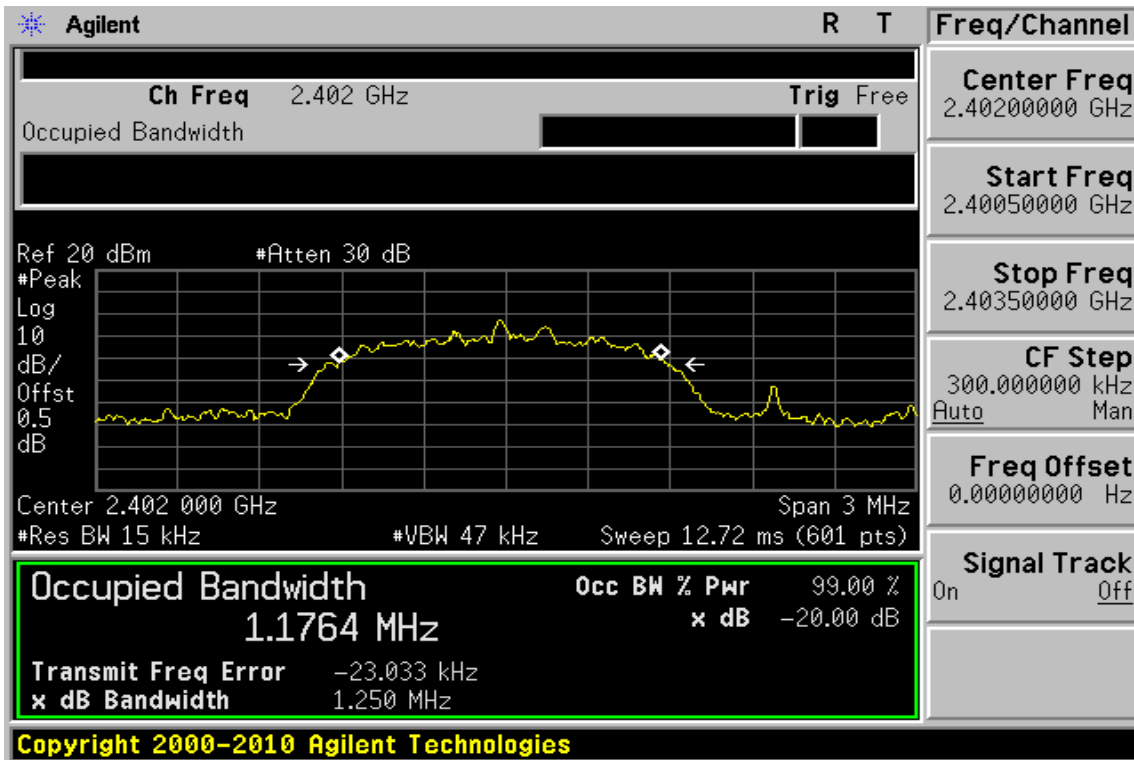 Agilent R T
Freq/Channel
Ch Freq 2.402 GHz Trig Free
Occupied Bandwidth
Center Freq
2.40200000 GHz
Start Freq
2.40050000 GHz
Stop Freq
2.40350000 GHz
CF Step
300.000000 kHz
Auto Man
Freq Offset
0.00000000 Hz
Signal Track
On Off
Ref 20 dBm #Atten 30 dB
#Peak
Log
10
dB/
Offst
0.5
dB
Center 2.402 000 GHz Span 3 MHz
#Res BW 15 kHz #VBW 47 kHz Sweep 12.72 ms (601 pts)
Occupied Bandwidth Occ BW % Pwr 99.00 %
1.1764 MHz x dB -20.00 dB
Transmit Freq Error -23.033 kHz
x dB Bandwidth 1.250 MHz
Copyright 2000-2010 Agilent Technologies